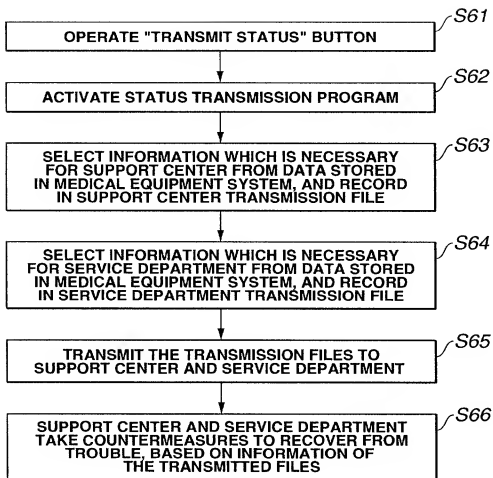 S61
OPERATE "TRANSMIT STATUS" BUTTON
S62
ACTIVATE STATUS TRANSMISSION PROGRAM
S63
SELECT INFORMATION WHICH IS NECESSARY
FOR SUPPORT CENTER FROM DATA STORED
IN MEDICAL EQUIPMENT SYSTEM, AND RECORD
IN SUPPORT CENTER TRANSMISSION FILE
S64
SELECT INFORMATION WHICH IS NECESSARY
FOR SERVICE DEPARTMENT FROM DATA STORED
IN MEDICAL EQUIPMENT SYSTEM, AND RECORD
IN SERVICE DEPARTMENT TRANSMISSION FILE
S65
TRANSMIT THE TRANSMISSION FILES TO
SUPPORT CENTER AND SERVICE DEPARTMENT
S66
SUPPORT CENTER AND SERVICE DEPARTMENT
TAKE COUNTERMEASURES TO RECOVER FROM
TROUBLE, BASED ON INFORMATION OF
THE TRANSMITTED FILES